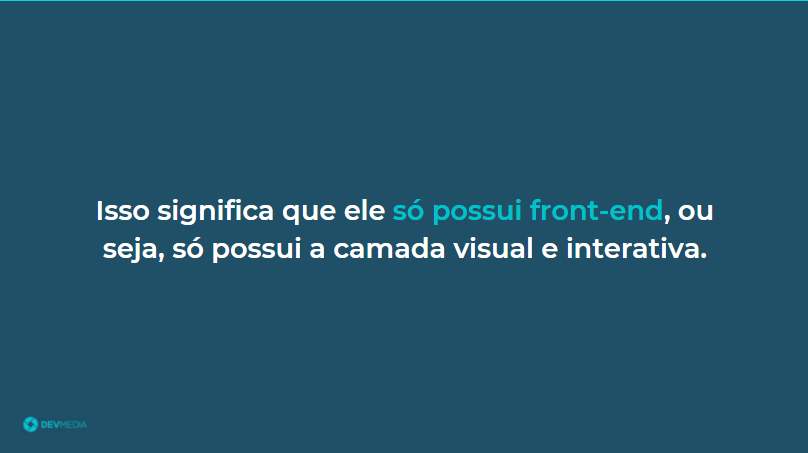 Isso significa que ele só possui front-end, ou
seja, só possui a camada visual e interativa.
DEVMEDIA